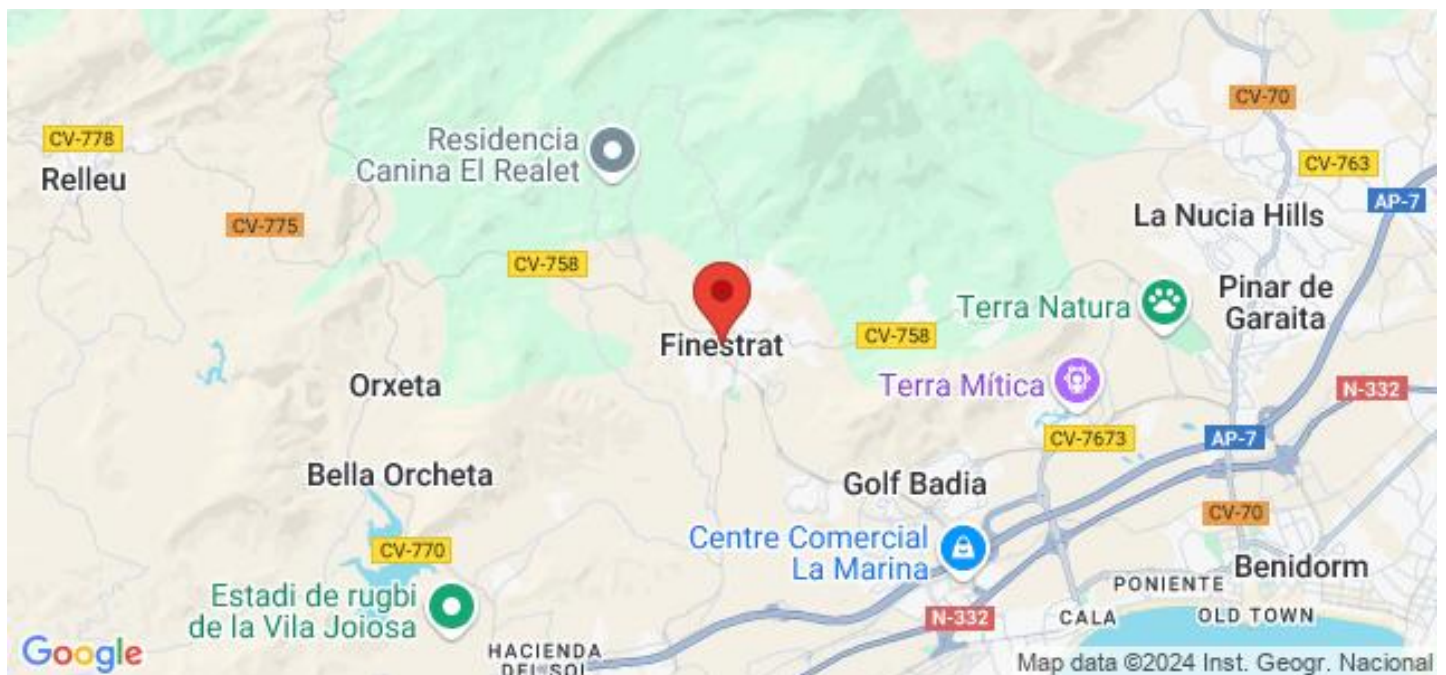 CV-70
CV-778
Residencia
Canina El Realet
CV-763
Relleu
AP-7
CV-775
La Nucia Hills
CV-758
Terra Natura
Pinar de
Garaita
Finestrat
CV-758
Orxeta
Terra Mítica
N-332
CV-7673
AP-7
Bella Orcheta
Golf Badia
CV-70
Centre Comercial
La Marina
CV-770
Benidorm
PONIENTE
Estadi de rugbi
de la Vila Joiosa
N-332
CALA
OLD TOWN
HACIENDA
DEL SOL
Google
Map data ©2024 Inst. Geogr. Nacional